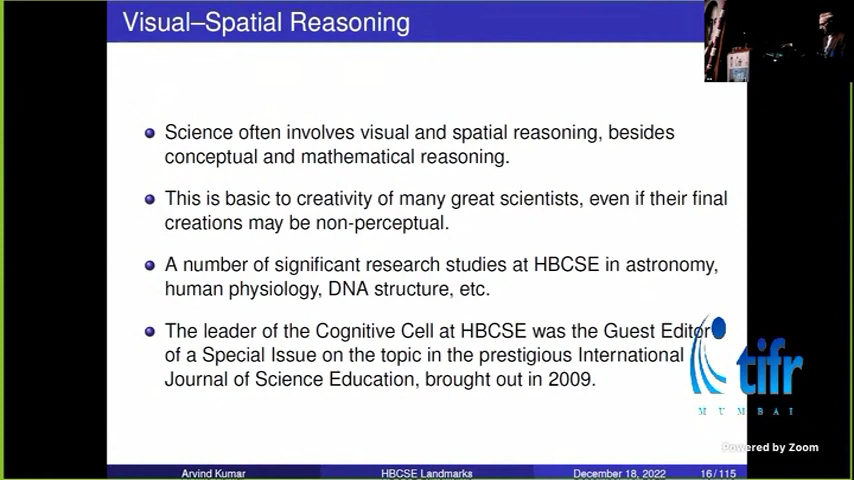 Visual–Spatial Reasoning
Science often involves visual and spatial reasoning, besides
conceptual and mathematical reasoning.
This is basic to creativity of many great scientists, even if their final
creations may be non-perceptual.
A number of significant research studies at HBCSE in astronomy,
human physiology, DNA structure, etc.
The leader of the Cognitive Cell at HBCSE was the Guest Editor
of a Special Issue on the topic in the prestigious International
Journal of Science Education, brought out in 2009.
tifr
MUMBAI
Powered by Zoom
Arvind Kumar HBCSE Landmarks December 18, 2022 16 / 115